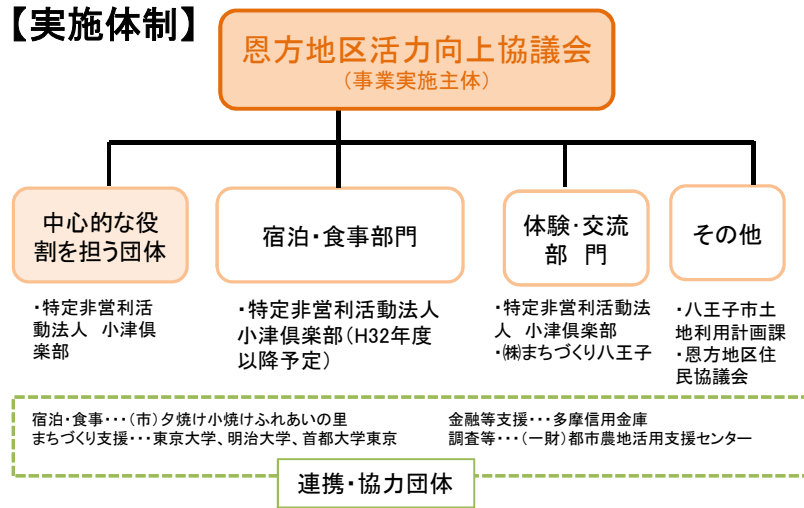 【実施体制】
恩方地区活力向上協議会
(事業実施主体)
中心的な役
割を担う団体
宿泊・食事部門
体験・交流
部 門
その他
・特定非営利活
動法人 小津倶
楽部
・特定非営利活動法人
小津倶楽部(H32年度
以降予定)
・特定非営利活動法
人 小津倶楽部
・㈱まちづくり八王子
・八王子市土
地利用計画課
・恩方地区住
民協議会
宿泊・食事・・・(市)夕焼け小焼けふれあいの里
まちづくり支援・・・東京大学、明治大学、首都大学東京
金融等支援・・・多摩信用金庫
調査等・・・(一財)都市農地活用支援センター
連携・協力団体